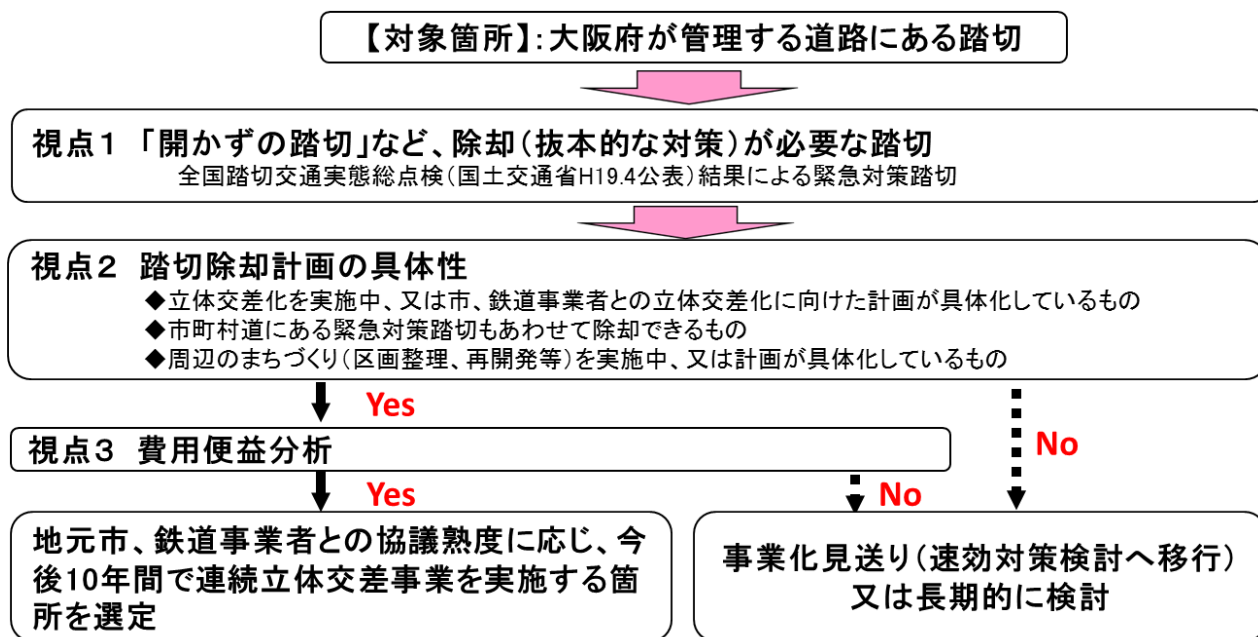 【対象箇所】:大阪府が管理する道路にある踏切
視点1 「開かずの踏切」など、除却(抜本的な対策)が必要な踏切
全国踏切交通実態総点検(国土交通省H19.4公表)結果による緊急対策踏切
視点2 踏切除却計画の具体性
◆立体交差化を実施中、又は市、鉄道事業者との立体交差化に向けた計画が具体化しているもの
◆市町村道にある緊急対策踏切もあわせて除却できるもの
◆周辺のまちづくり(区画整理、再開発等)を実施中、又は計画が具体化しているもの
Yes
No
視点3 費用便益分析
Yes
No
地元市、鉄道事業者との協議熟度に応じ、今
後10年間で連続立体交差事業を実施する箇
所を選定
事業化見送り(速効対策検討へ移行)
又は長期的に検討